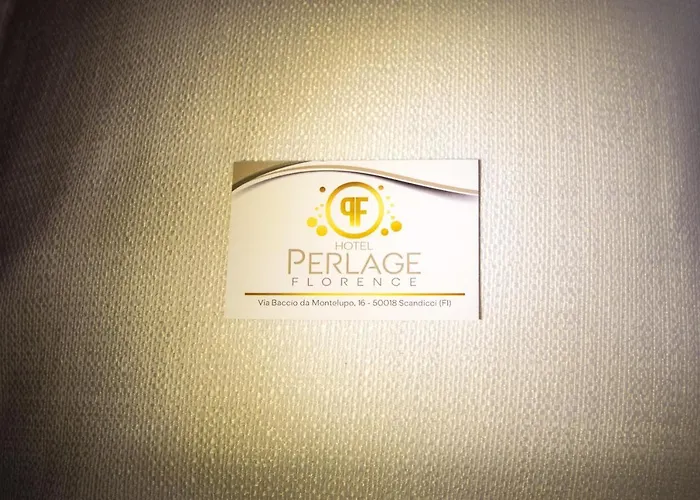 PF
HOTEL
PERLAGE
FLORENCE
Via Baccio da Montelupo, 16 - 50018 Scandicci (FI)